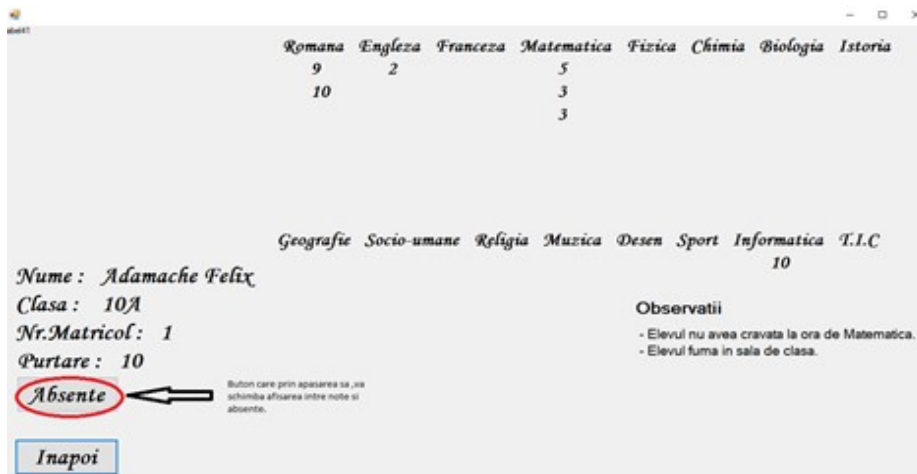 label41
Romana Engleza Franceza Matematica Fizica Chimia Biologia Istoria
9 2 5
10 3
3
Geografie Socio-umane Religia Muzica Desen Sport Informatica T.I.C
10
Nume : Adamache Felix
Clasa : 10A
Nr.Matricol : 1
Purtare : 10
Observatii
- Elevul nu avea cravata la ora de Matematica.
- Elevul fuma in sala de clasa.
Absente
Buton care prin apasarea sa ,va
schimba afisarea intre note si
absente.
Inapoi